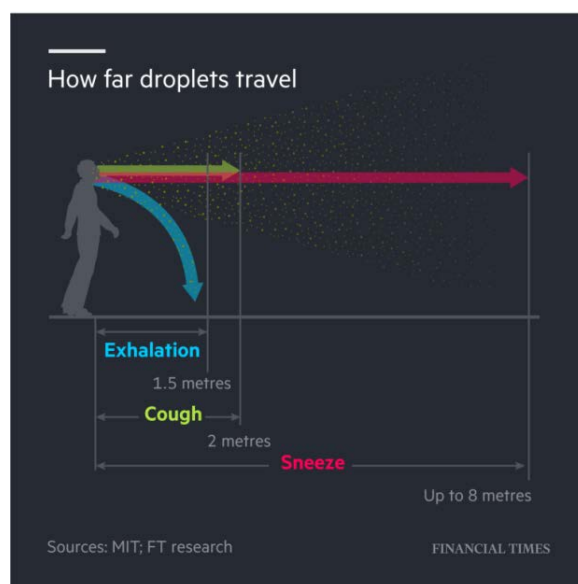 How far droplets travel
Exhalation
1.5 metres
Cough
2 metres
Sneeze
Up to 8 metres
Sources: MIT; FT research
FINANCIAL TIMES